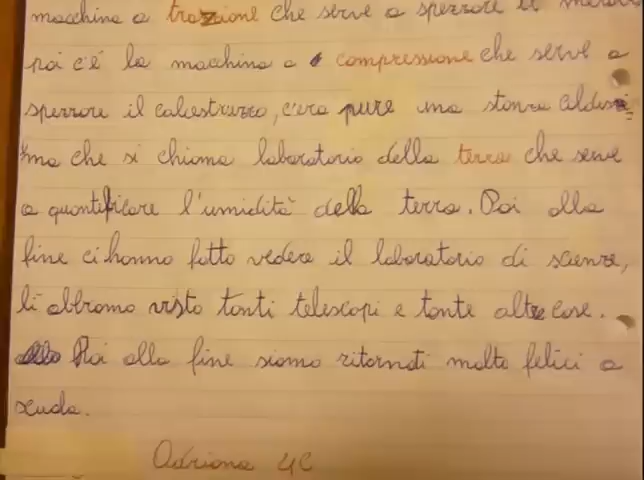 macchina a trazione che serve a spezzare il metallo
poi c'è la macchina a compressione che serve a
spezzare il calcestruzzo, c'era pure una stanza caldissi=
ma che si chiama laboratorio della terra che serve
a quantificare l'umidità della terra. Poi alla
fine ci hanno fatto vedere il laboratorio di scienze,
lì abbiamo visto tanti telescopi e tante altre cose.
Poi alla fine siamo ritornati molto felici a
scuola.
Adriana 4C